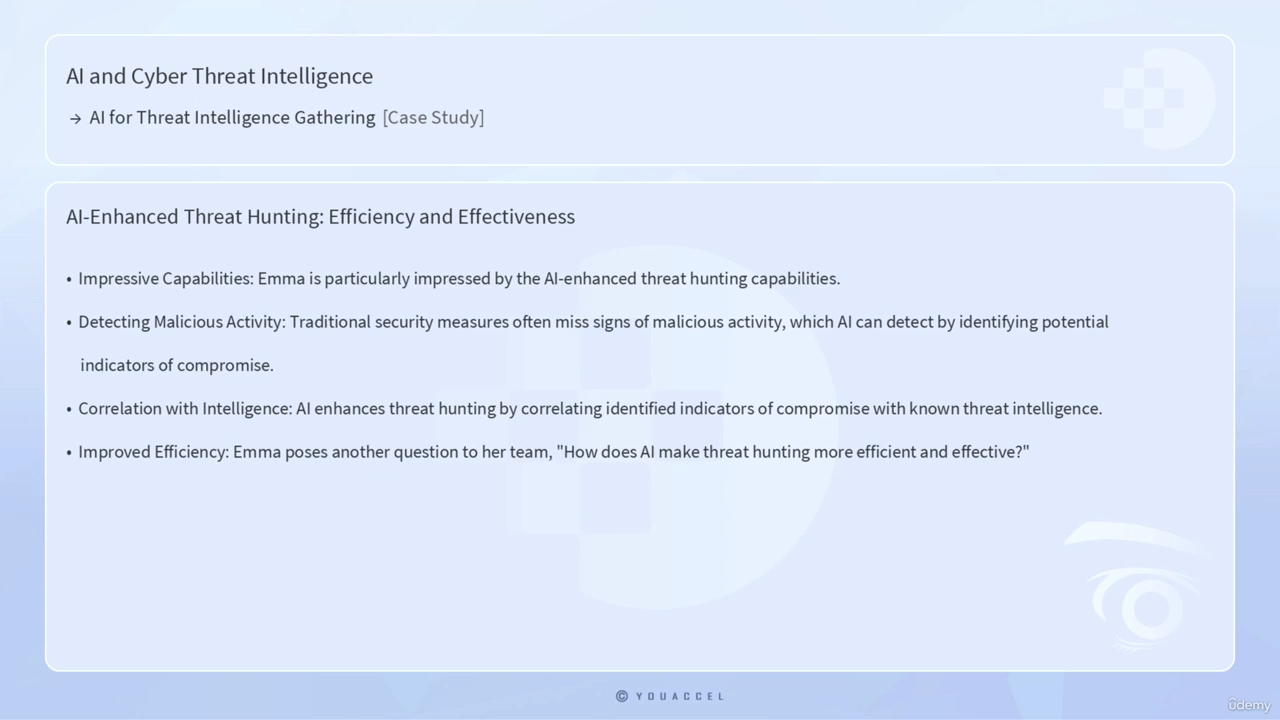 AI and Cyber Threat Intelligence
→ AI for Threat Intelligence Gathering [Case Study]
AI-Enhanced Threat Hunting: Efficiency and Effectiveness
• Impressive Capabilities: Emma is particularly impressed by the AI-enhanced threat hunting capabilities.
• Detecting Malicious Activity: Traditional security measures often miss signs of malicious activity, which AI can detect by identifying potential
indicators of compromise.
• Correlation with Intelligence: AI enhances threat hunting by correlating identified indicators of compromise with known threat intelligence.
• Improved Efficiency: Emma poses another question to her team, "How does AI make threat hunting more efficient and effective?"
© YOUACCEL
ûdemy